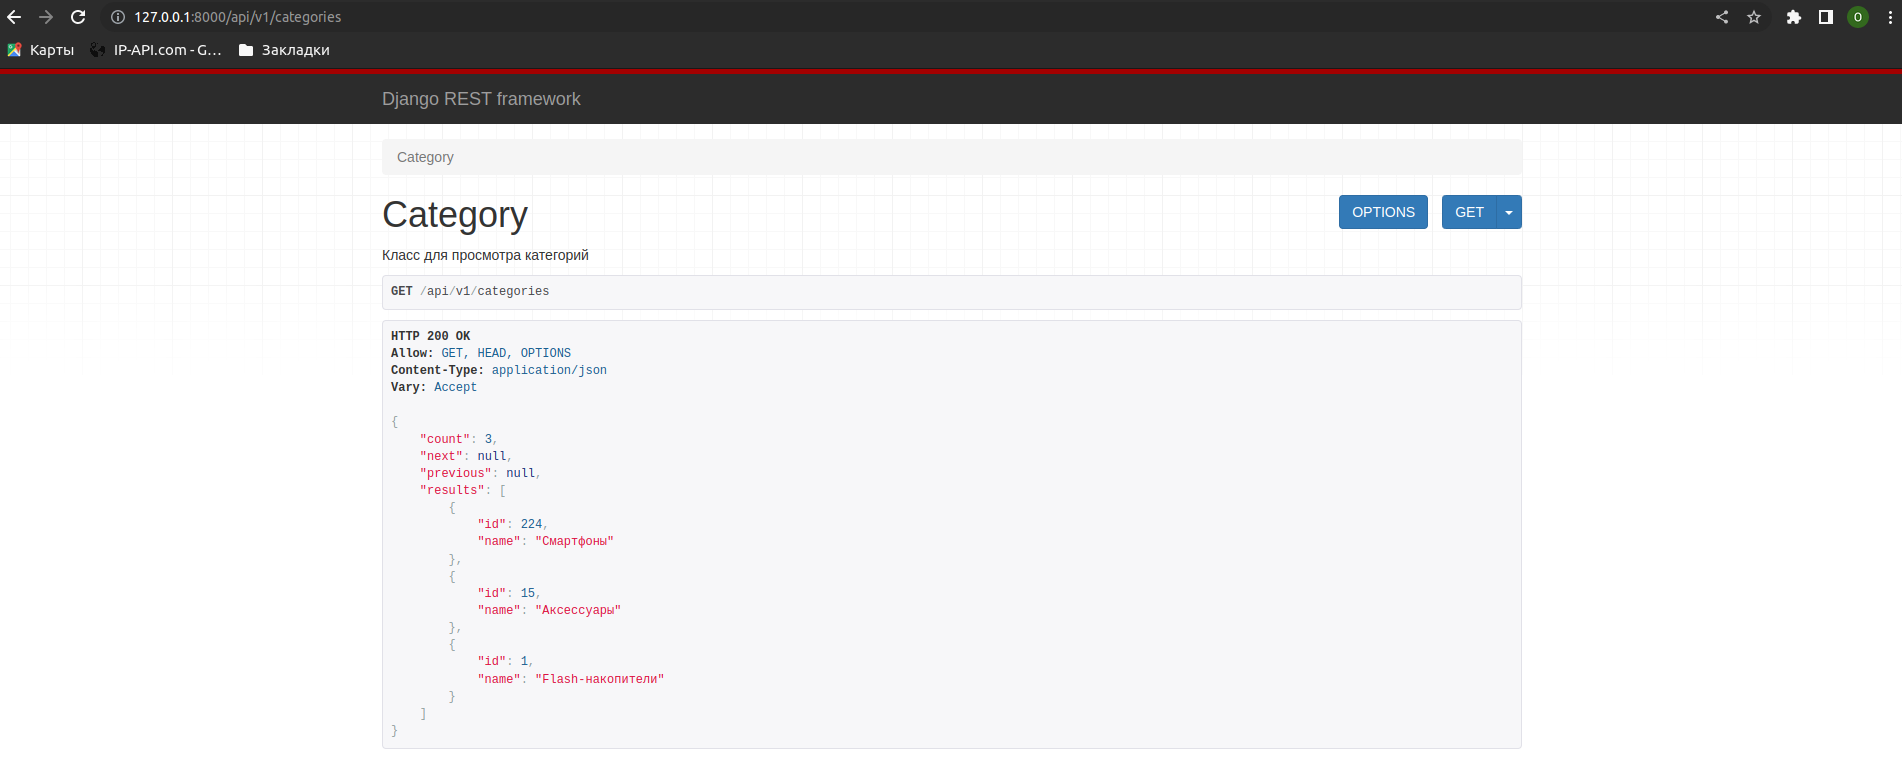 127.0.0.1:8000/api/v1/categories
O
Карты IP-API.com - G... Закладки
Django REST framework
Category
Category
OPTIONS GET
Класс для просмотра категорий
GET /api/v1/categories
HTTP 200 OK
Allow: GET, HEAD, OPTIONS
Content-Type: application/json
Vary: Accept
{
    "count": 3,
    "next": null,
    "previous": null,
    "results": [
        {
            "id": 224,
            "name": "Смартфоны"
        },
        {
            "id": 15,
            "name": "Аксессуары"
        },
        {
            "id": 1,
            "name": "Flash-накопители"
        }
    ]
}